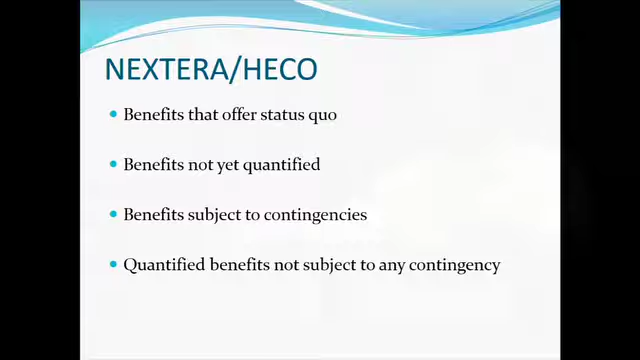 NEXTERA/HECO
Benefits that offer status quo
Benefits not yet quantified
Benefits subject to contingencies
Quantified benefits not subject to any contingency